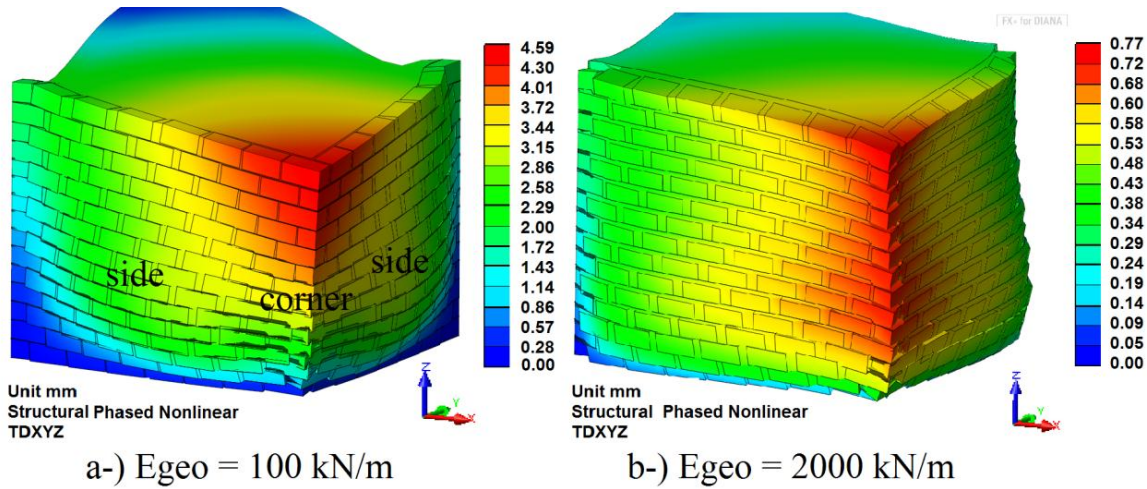 FX+ for DIANA
4.59
4.30
4.01
3.72
3.44
3.15
2.58
2.29
2.00
1.72
1.43
1.14
0.86
0.57
0.28
0.00
side
side
corner
Unit mm
Structural Phased Nonlinear
TDXYZ
Z
Y
X
a-) Egeo = 100 kN/m
0.77
0.72
0.68
0.60
0.58
0.53
0.48
0.43
0.38
0.34
0.29
0.24
0.19
0.14
0.09
0.05
0.00
Unit mm
Structural Phased Nonlinear
TDXYZ
Z
Y
X
b-) Egeo = 2000 kN/m